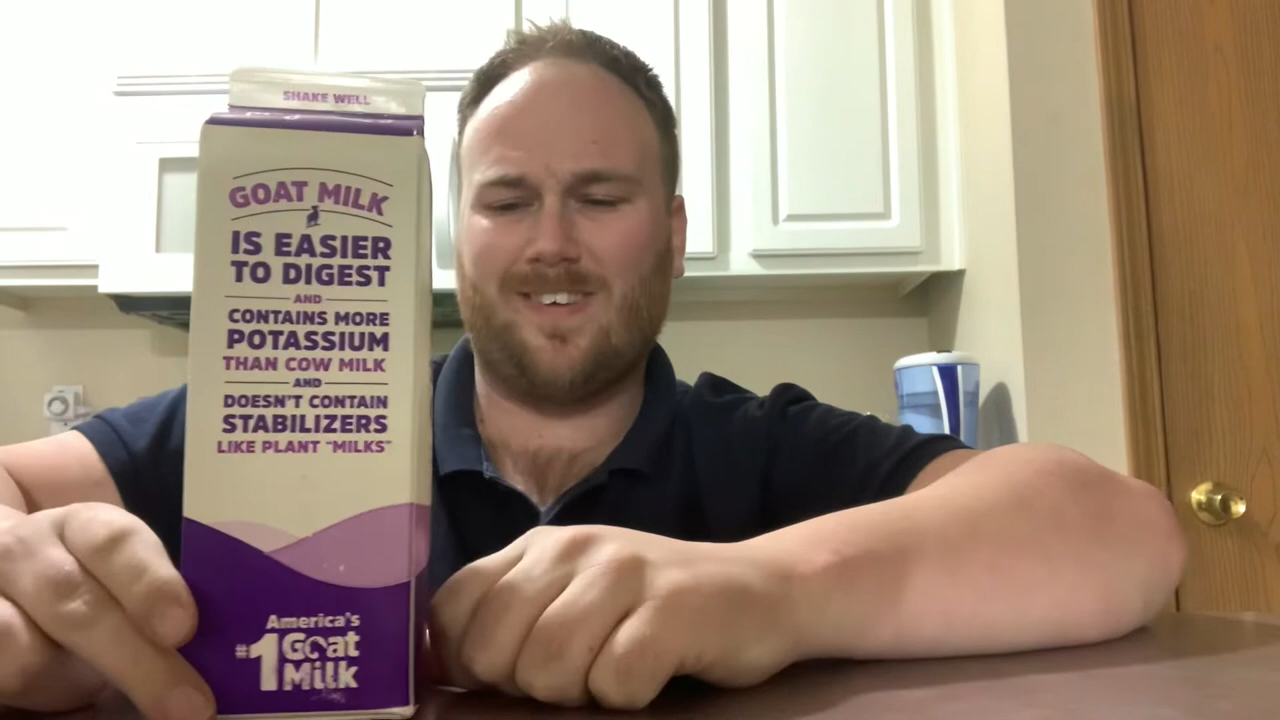 SHAKE WELL
GOAT MILK
IS EASIER
TO DIGEST
AND
CONTAINS MORE
POTASSIUM
THAN COW MILK
AND
DOESN'T CONTAIN
STABILIZERS
LIKE PLANT "MILKS"
America's
#1 Goat
Milk